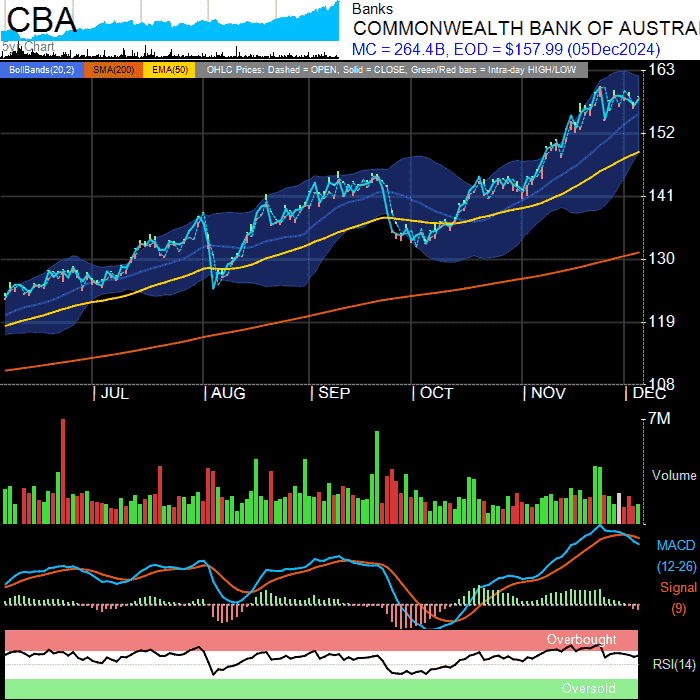 CBA
5yr Chart
Banks
COMMONWEALTH BANK OF AUSTRA
MC = 264.4B, EOD = $157.99 (05Dec2024)
BollBands(20,2) SMA(200) EMA(50) OHLC Prices: Dashed = OPEN, Solid = CLOSE, Green/Red bars = Intra-day HIGH/LOW
163
152
141
130
119
108
| JUL | AUG | SEP | OCT | NOV | DEC
7M
Volume
MACD
(12-26)
Signal
(9)
Overbought
RSI(14)
Oversold